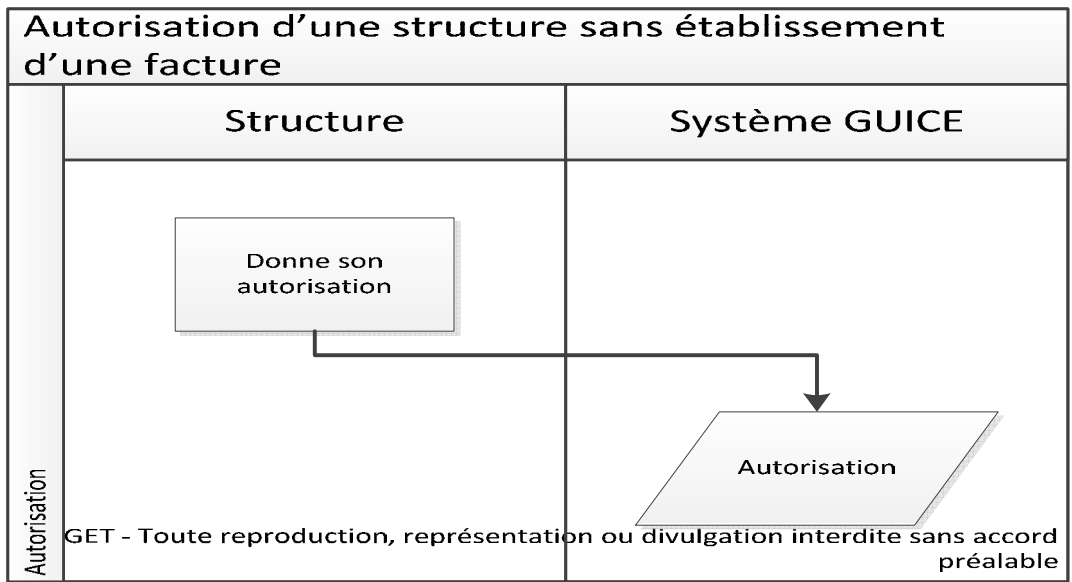 Autorisation d'une structure sans établissement
d'une facture
Structure
Système GUICE
Donne son
autorisation
Autorisation
Autorisation
GET - Toute reproduction, représentation ou divulgation interdite sans accord
préalable